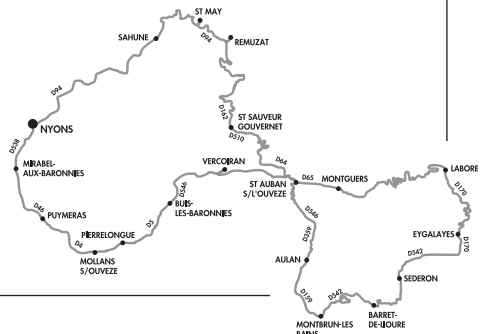 ST MAY
D94
SAHUNE
REMUZAT
D94
D162
ST SAUVEUR
GOUVERNET
D510
NYONS
D538
VERCOIRAN
D64
MIRABEL-
AUX-BARONNIES
D546
ST AUBAN
S/L'OUVEZE
D65
MONTGUERS
LABORE
D170
D46
BUIS-
LES-BARONNIES
D546
PUYMERAS
PIERRELONGUE
D5
D359
EYGALAYES
D170
D4
MOLLANS
S/OUVEZE
AULAN
D542
SEDERON
D159
D542
BARRET-
DE-LIOURE
MONTBRUN-LES
BAINS